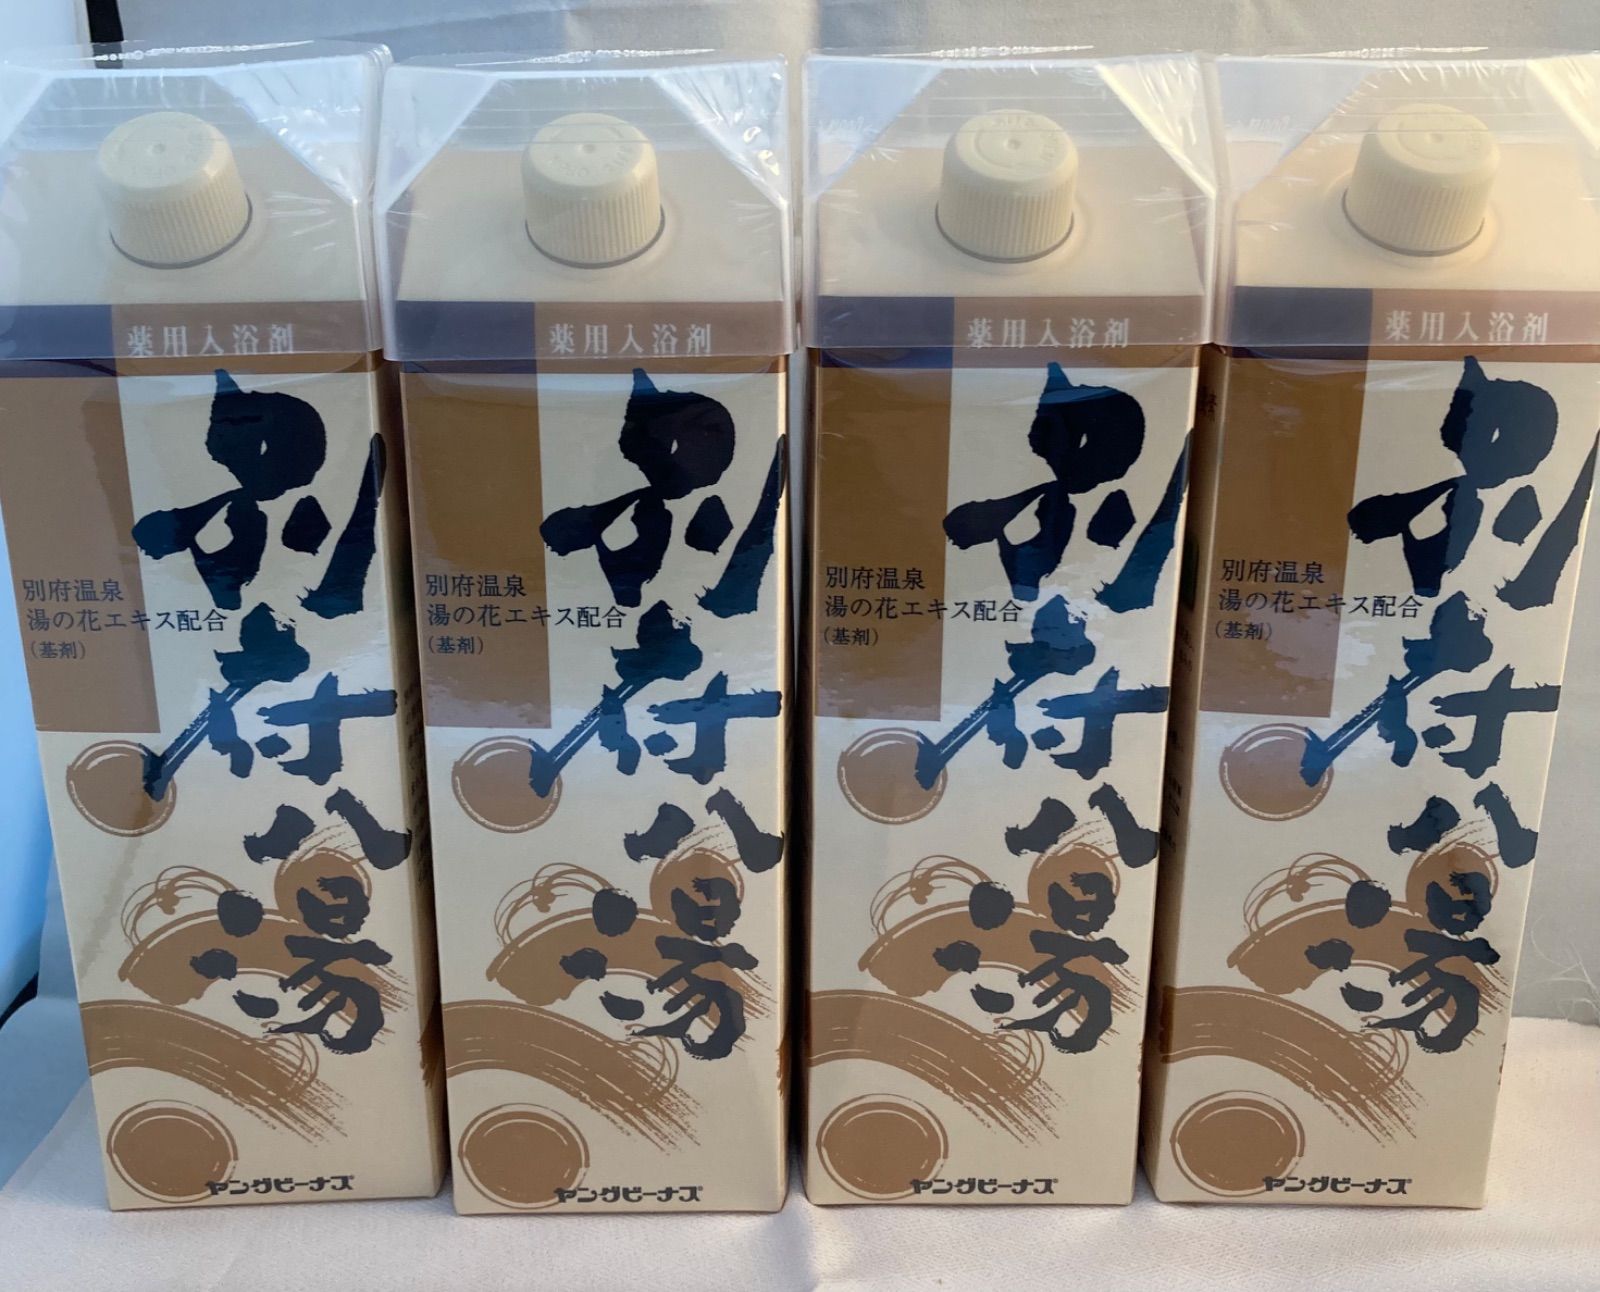 薬用入浴剤
別府八湯
別府温泉
湯の花エキス配合
(基剤)
ヤングビーナス
薬用入浴剤
別府八湯
別府温泉
湯の花エキス配合
(基剤)
ヤングビーナス
薬用入浴剤
別府八湯
別府温泉
湯の花エキス配合
(基剤)
ヤングビーナス
薬用入浴剤
別府八湯
別府温泉
湯の花エキス配合
(基剤)
ヤングビーナス